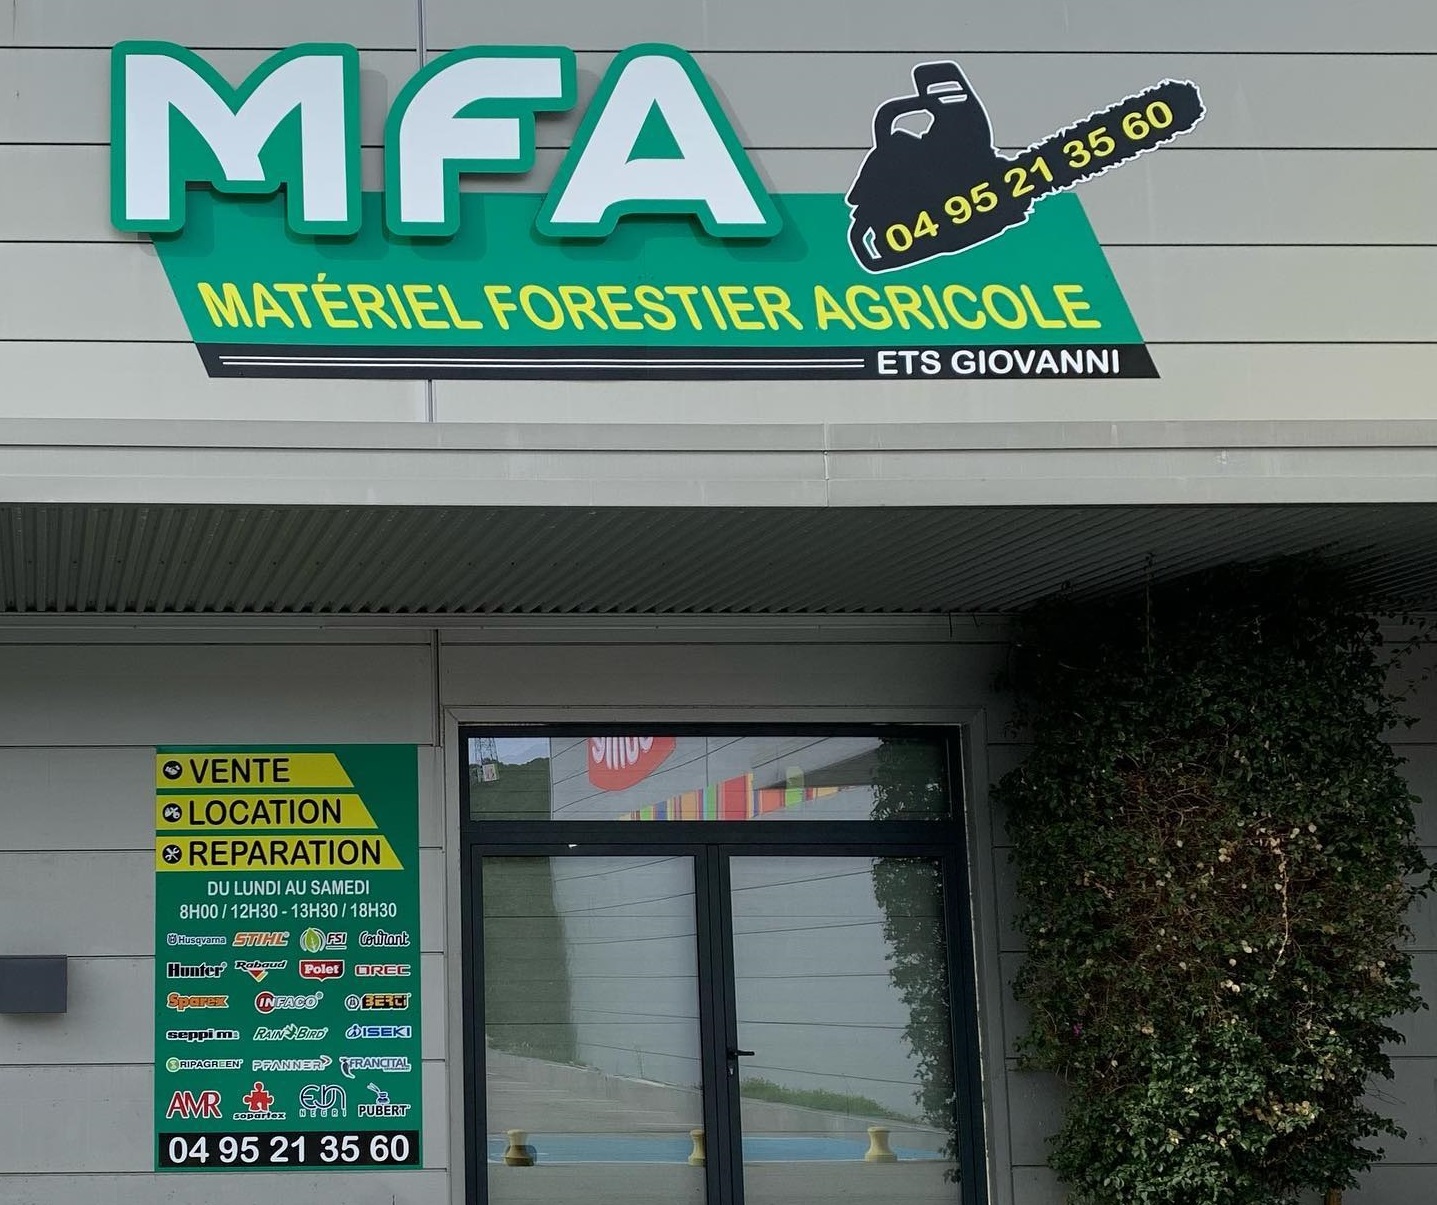 MFA
04 95 21 35 60
MATÉRIEL FORESTIER AGRICOLE
ETS GIOVANNI
VENTE
LOCATION
REPARATION
DU LUNDI AU SAMEDI
8H00 / 12H30 - 13H30 / 18H30
Husqvarna STIHL FSI Coutant
Hunter Rabaud Polet OREC
Sparex INFACO BERTI
seppi m. RAIN BIRD ISEKI
RIPAGREEN PFANNER FRANCITAL
AMR sopartex NEGRI PUBERT
04 95 21 35 60